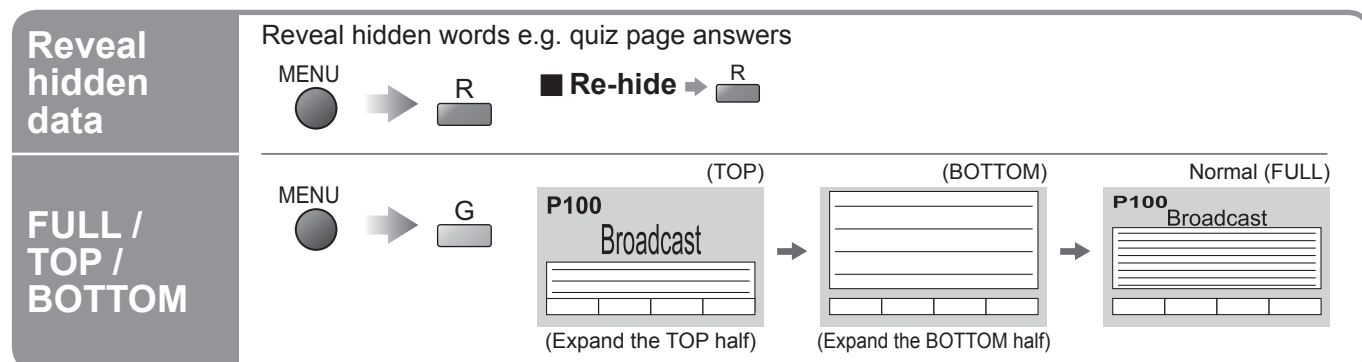 Reveal
hidden
data
Reveal hidden words e.g. quiz page answers
MENU
R
■ Re-hide
R
FULL /
TOP /
BOTTOM
MENU
G
(TOP)
P100
Broadcast
(Expand the TOP half)
(BOTTOM)
(Expand the BOTTOM half)
Normal (FULL)
P100
Broadcast